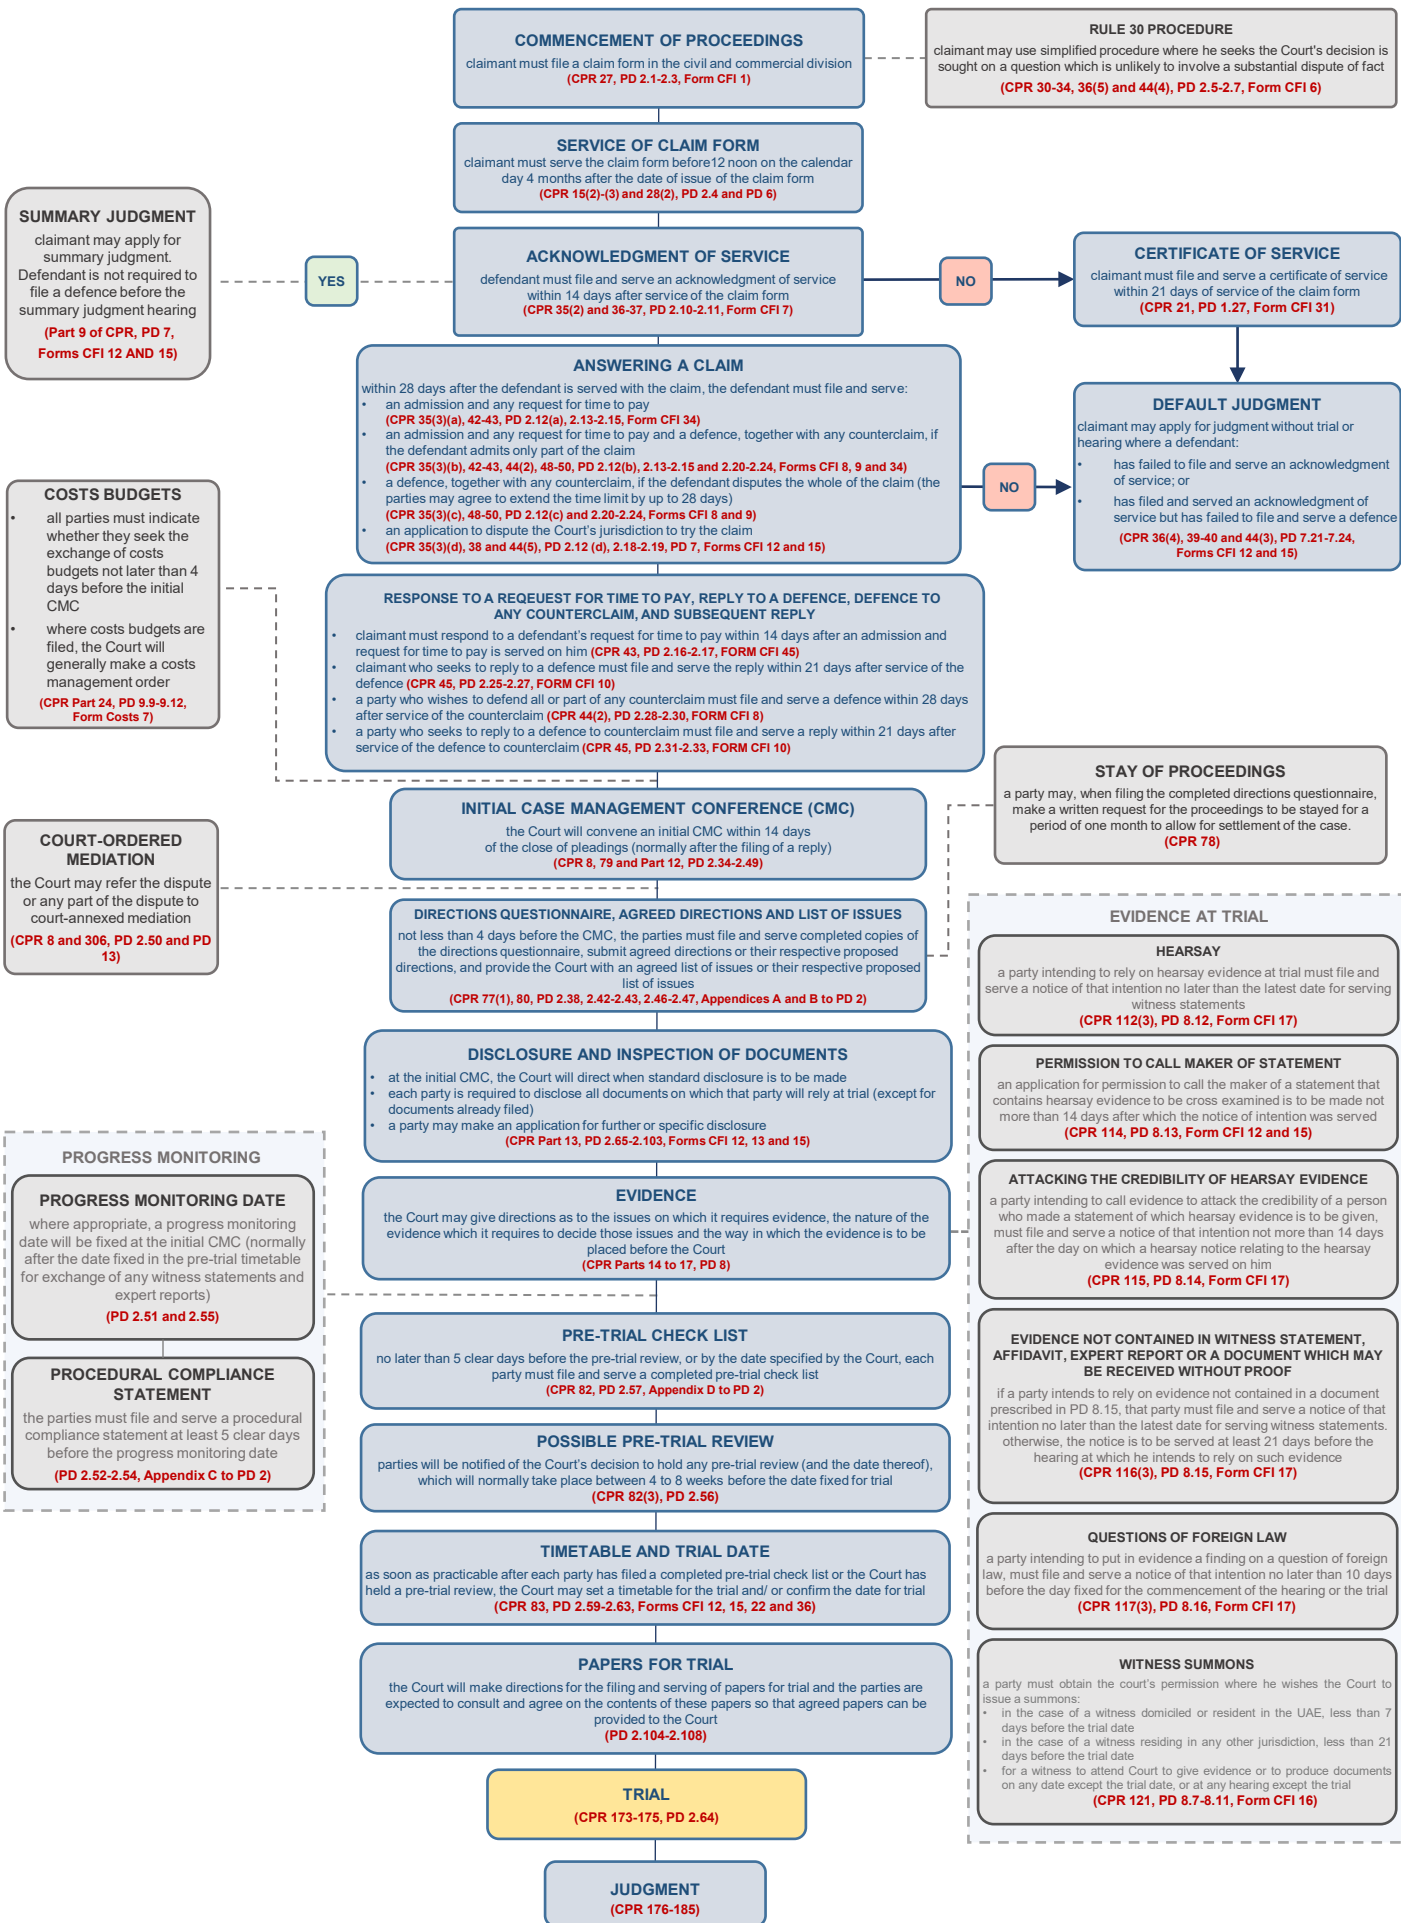 COMMENCEMENT OF PROCEEDINGS
claimant must file a claim form in the civil and commercial division
(CPR 27, PD 2.1-2.3, Form CFI 1)
RULE 30 PROCEDURE
claimant may use simplified procedure where he seeks the Court's decision is
sought on a question which is unlikely to involve a substantial dispute of fact
(CPR 30-34, 36(5) and 44(4), PD 2.5-2.7, Form CFI 6)
SERVICE OF CLAIM FORM
claimant must serve the claim form before12 noon on the calendar
day 4 months after the date of issue of the claim form
(CPR 15(2)-(3) and 28(2), PD 2.4 and PD 6)
SUMMARY JUDGMENT
claimant may apply for
summary judgment.
Defendant is not required to
file a defence before the
summary judgment hearing
(Part 9 of CPR, PD 7,
Forms CFI 12 AND 15)
YES
ACKNOWLEDGMENT OF SERVICE
defendant must file and serve an acknowledgment of service
within 14 days after service of the claim form
(CPR 35(2) and 36-37, PD 2.10-2.11, Form CFI 7)
NO
CERTIFICATE OF SERVICE
claimant must file and serve a certificate of service
within 21 days of service of the claim form
(CPR 21, PD 1.27, Form CFI 31)
ANSWERING A CLAIM
within 28 days after the defendant is served with the claim, the defendant must file and serve:
• an admission and any request for time to pay
(CPR 35(3)(a), 42-43, PD 2.12(a), 2.13-2.15, Form CFI 34)
• an admission and any request for time to pay and a defence, together with any counterclaim, if
the defendant admits only part of the claim
(CPR 35(3)(b), 42-43, 44(2), 48-50, PD 2.12(b), 2.13-2.15 and 2.20-2.24, Forms CFI 8, 9 and 34)
• a defence, together with any counterclaim, if the defendant disputes the whole of the claim (the
parties may agree to extend the time limit by up to 28 days)
(CPR 35(3)(c), 48-50, PD 2.12(c) and 2.20-2.24, Forms CFI 8 and 9)
• an application to dispute the Court's jurisdiction to try the claim
(CPR 35(3)(d), 38 and 44(5), PD 2.12 (d), 2.18-2.19, PD 7, Forms CFI 12 and 15)
NO
DEFAULT JUDGMENT
claimant may apply for judgment without trial or
hearing where a defendant:
• has failed to file and serve an acknowledgment
of service; or
• has filed and served an acknowledgment of
service but has failed to file and serve a defence
(CPR 36(4), 39-40 and 44(3), PD 7.21-7.24,
Forms CFI 12 and 15)
COSTS BUDGETS
• all parties must indicate
whether they seek the
exchange of costs
budgets not later than 4
days before the initial
CMC
• where costs budgets are
filed, the Court will
generally make a costs
management order
(CPR Part 24, PD 9.9-9.12,
Form Costs 7)
RESPONSE TO A REQEUEST FOR TIME TO PAY, REPLY TO A DEFENCE, DEFENCE TO
ANY COUNTERCLAIM, AND SUBSEQUENT REPLY
• claimant must respond to a defendant's request for time to pay within 14 days after an admission and
request for time to pay is served on him (CPR 43, PD 2.16-2.17, FORM CFI 45)
• claimant who seeks to reply to a defence must file and serve the reply within 21 days after service of the
defence (CPR 45, PD 2.25-2.27, FORM CFI 10)
• a party who wishes to defend all or part of any counterclaim must file and serve a defence within 28 days
after service of the counterclaim (CPR 44(2), PD 2.28-2.30, FORM CFI 8)
• a party who seeks to reply to a defence to counterclaim must file and serve a reply within 21 days after
service of the defence to counterclaim (CPR 45, PD 2.31-2.33, FORM CFI 10)
STAY OF PROCEEDINGS
a party may, when filing the completed directions questionnaire,
make a written request for the proceedings to be stayed for a
period of one month to allow for settlement of the case.
(CPR 78)
INITIAL CASE MANAGEMENT CONFERENCE (CMC)
the Court will convene an initial CMC within 14 days
of the close of pleadings (normally after the filing of a reply)
(CPR 8, 79 and Part 12, PD 2.34-2.49)
COURT-ORDERED
MEDIATION
the Court may refer the dispute
or any part of the dispute to
court-annexed mediation
(CPR 8 and 306, PD 2.50 and PD
13)
DIRECTIONS QUESTIONNAIRE, AGREED DIRECTIONS AND LIST OF ISSUES
not less than 4 days before the CMC, the parties must file and serve completed copies of
the directions questionnaire, submit agreed directions or their respective proposed
directions, and provide the Court with an agreed list of issues or their respective proposed
list of issues
(CPR 77(1), 80, PD 2.38, 2.42-2.43, 2.46-2.47, Appendices A and B to PD 2)
DISCLOSURE AND INSPECTION OF DOCUMENTS
• at the initial CMC, the Court will direct when standard disclosure is to be made
• each party is required to disclose all documents on which that party will rely at trial (except for
documents already filed)
• a party may make an application for further or specific disclosure
(CPR Part 13, PD 2.65-2.103, Forms CFI 12, 13 and 15)
EVIDENCE
the Court may give directions as to the issues on which it requires evidence, the nature of the
evidence which it requires to decide those issues and the way in which the evidence is to be
placed before the Court
(CPR Parts 14 to 17, PD 8)
PROGRESS MONITORING
PROGRESS MONITORING DATE
where appropriate, a progress monitoring
date will be fixed at the initial CMC (normally
after the date fixed in the pre-trial timetable
for exchange of any witness statements and
expert reports)
(PD 2.51 and 2.55)
PROCEDURAL COMPLIANCE
STATEMENT
the parties must file and serve a procedural
compliance statement at least 5 clear days
before the progress monitoring date
(PD 2.52-2.54, Appendix C to PD 2)
PRE-TRIAL CHECK LIST
no later than 5 clear days before the pre-trial review, or by the date specified by the Court, each
party must file and serve a completed pre-trial check list
(CPR 82, PD 2.57, Appendix D to PD 2)
POSSIBLE PRE-TRIAL REVIEW
parties will be notified of the Court's decision to hold any pre-trial review (and the date thereof),
which will normally take place between 4 to 8 weeks before the date fixed for trial
(CPR 82(3), PD 2.56)
TIMETABLE AND TRIAL DATE
as soon as practicable after each party has filed a completed pre-trial check list or the Court has
held a pre-trial review, the Court may set a timetable for the trial and/ or confirm the date for trial
(CPR 83, PD 2.59-2.63, Forms CFI 12, 15, 22 and 36)
PAPERS FOR TRIAL
the Court will make directions for the filing and serving of papers for trial and the parties are
expected to consult and agree on the contents of these papers so that agreed papers can be
provided to the Court
(PD 2.104-2.108)
TRIAL
(CPR 173-175, PD 2.64)
JUDGMENT
(CPR 176-185)
EVIDENCE AT TRIAL
HEARSAY
a party intending to rely on hearsay evidence at trial must file and
serve a notice of that intention no later than the latest date for serving
witness statements
(CPR 112(3), PD 8.12, Form CFI 17)
PERMISSION TO CALL MAKER OF STATEMENT
an application for permission to call the maker of a statement that
contains hearsay evidence to be cross examined is to be made not
more than 14 days after which the notice of intention was served
(CPR 114, PD 8.13, Form CFI 12 and 15)
ATTACKING THE CREDIBILITY OF HEARSAY EVIDENCE
a party intending to call evidence to attack the credibility of a person
who made a statement of which hearsay evidence is to be given,
must file and serve a notice of that intention not more than 14 days
after the day on which a hearsay notice relating to the hearsay
evidence was served on him
(CPR 115, PD 8.14, Form CFI 17)
EVIDENCE NOT CONTAINED IN WITNESS STATEMENT,
AFFIDAVIT, EXPERT REPORT OR A DOCUMENT WHICH MAY
BE RECEIVED WITHOUT PROOF
if a party intends to rely on evidence not contained in a document
prescribed in PD 8.15, that party must file and serve a notice of that
intention no later than the latest date for serving witness statements.
otherwise, the notice is to be served at least 21 days before the
hearing at which he intends to rely on such evidence
(CPR 116(3), PD 8.15, Form CFI 17)
QUESTIONS OF FOREIGN LAW
a party intending to put in evidence a finding on a question of foreign
law, must file and serve a notice of that intention no later than 10 days
before the day fixed for the commencement of the hearing or the trial
(CPR 117(3), PD 8.16, Form CFI 17)
WITNESS SUMMONS
a party must obtain the court's permission where he wishes the Court to
issue a summons:
• in the case of a witness domiciled or resident in the UAE, less than 7
days before the trial date
• in the case of a witness residing in any other jurisdiction, less than 21
days before the trial date
• for a witness to attend Court to give evidence or to produce documents
on any date except the trial date, or at any hearing except the trial
(CPR 121, PD 8.7-8.11, Form CFI 16)